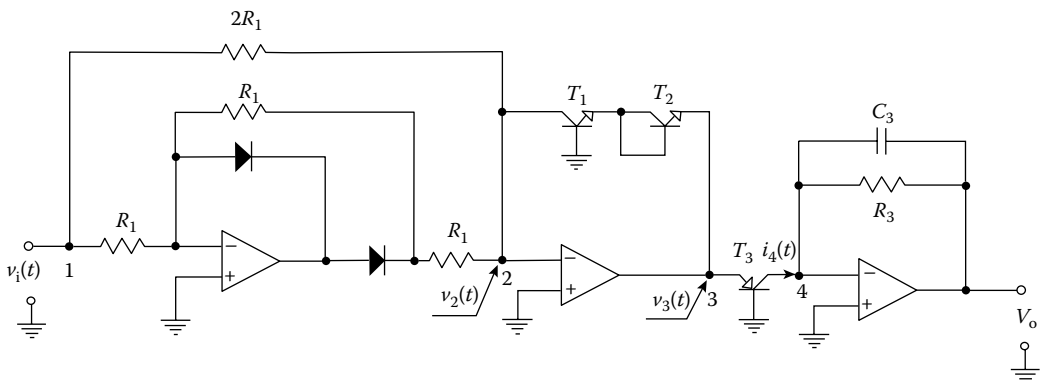 2R₁
R₁
T₁
T₂
C₃
R₃
R₁
R₁
T₃
i₄(t)
vᵢ(t)
1
−
+
v₂(t)
2
−
+
v₃(t)
3
4
−
+
Vₒ